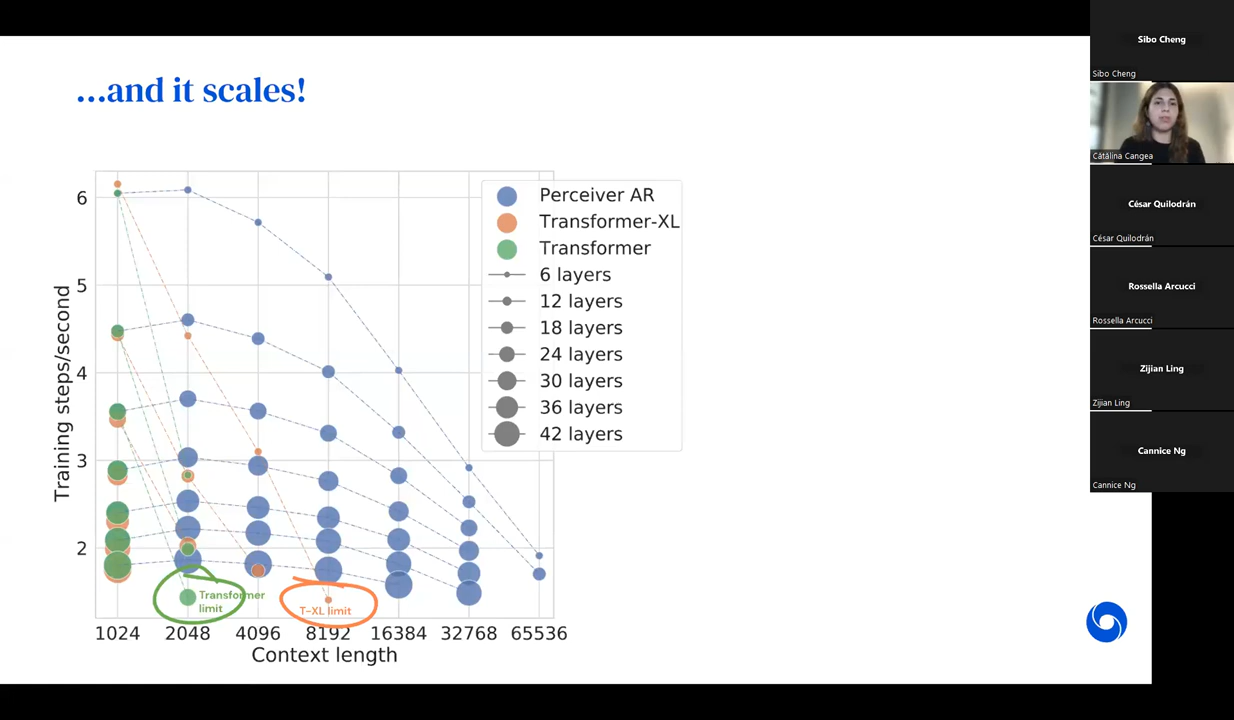 ...and it scales!
6
5
4
3
2
Training steps/second
1024
2048
4096
8192
16384
32768
65536
Context length
Perceiver AR
Transformer-XL
Transformer
6 layers
12 layers
18 layers
24 layers
30 layers
36 layers
42 layers
Transformer
limit
T-XL limit
Sibo Cheng
Sibo Cheng
Cătălina Cangea
César Quilodrán
César Quilodrán
Rossella Arcucci
Rossella Arcucci
Zijian Ling
Zijian Ling
Cannice Ng
Cannice Ng